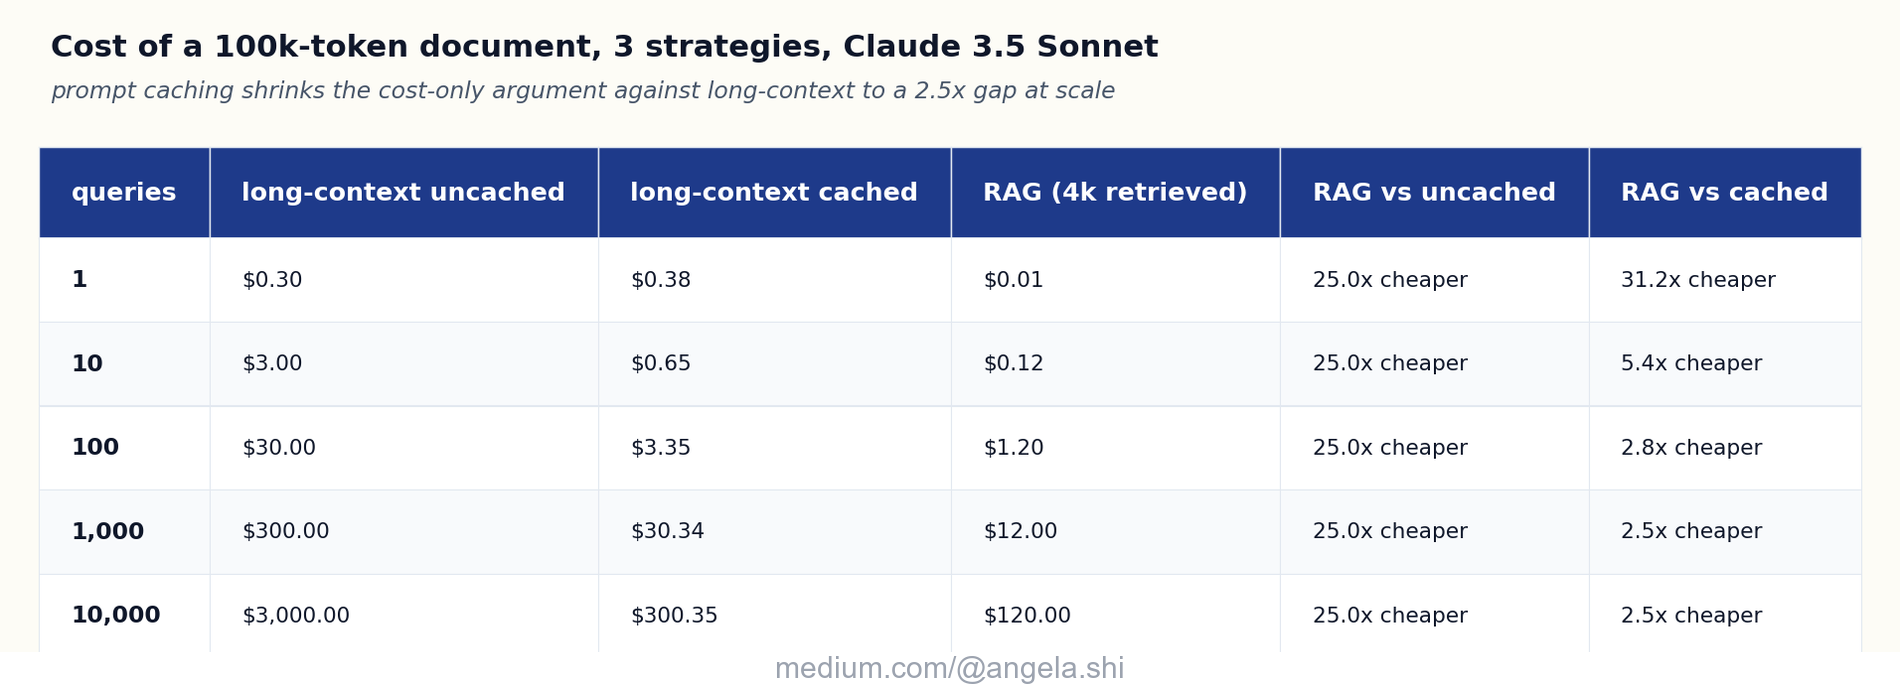 Cost of a 100k-token document, 3 strategies, Claude 3.5 Sonnet
prompt caching shrinks the cost-only argument against long-context to a 2.5x gap at scale
queries long-context uncached long-context cached RAG (4k retrieved) RAG vs uncached RAG vs cached
1 $0.30 $0.38 $0.01 25.0x cheaper 31.2x cheaper
10 $3.00 $0.65 $0.12 25.0x cheaper 5.4x cheaper
100 $30.00 $3.35 $1.20 25.0x cheaper 2.8x cheaper
1,000 $300.00 $30.34 $12.00 25.0x cheaper 2.5x cheaper
10,000 $3,000.00 $300.35 $120.00 25.0x cheaper 2.5x cheaper
medium.com/@angela.shi